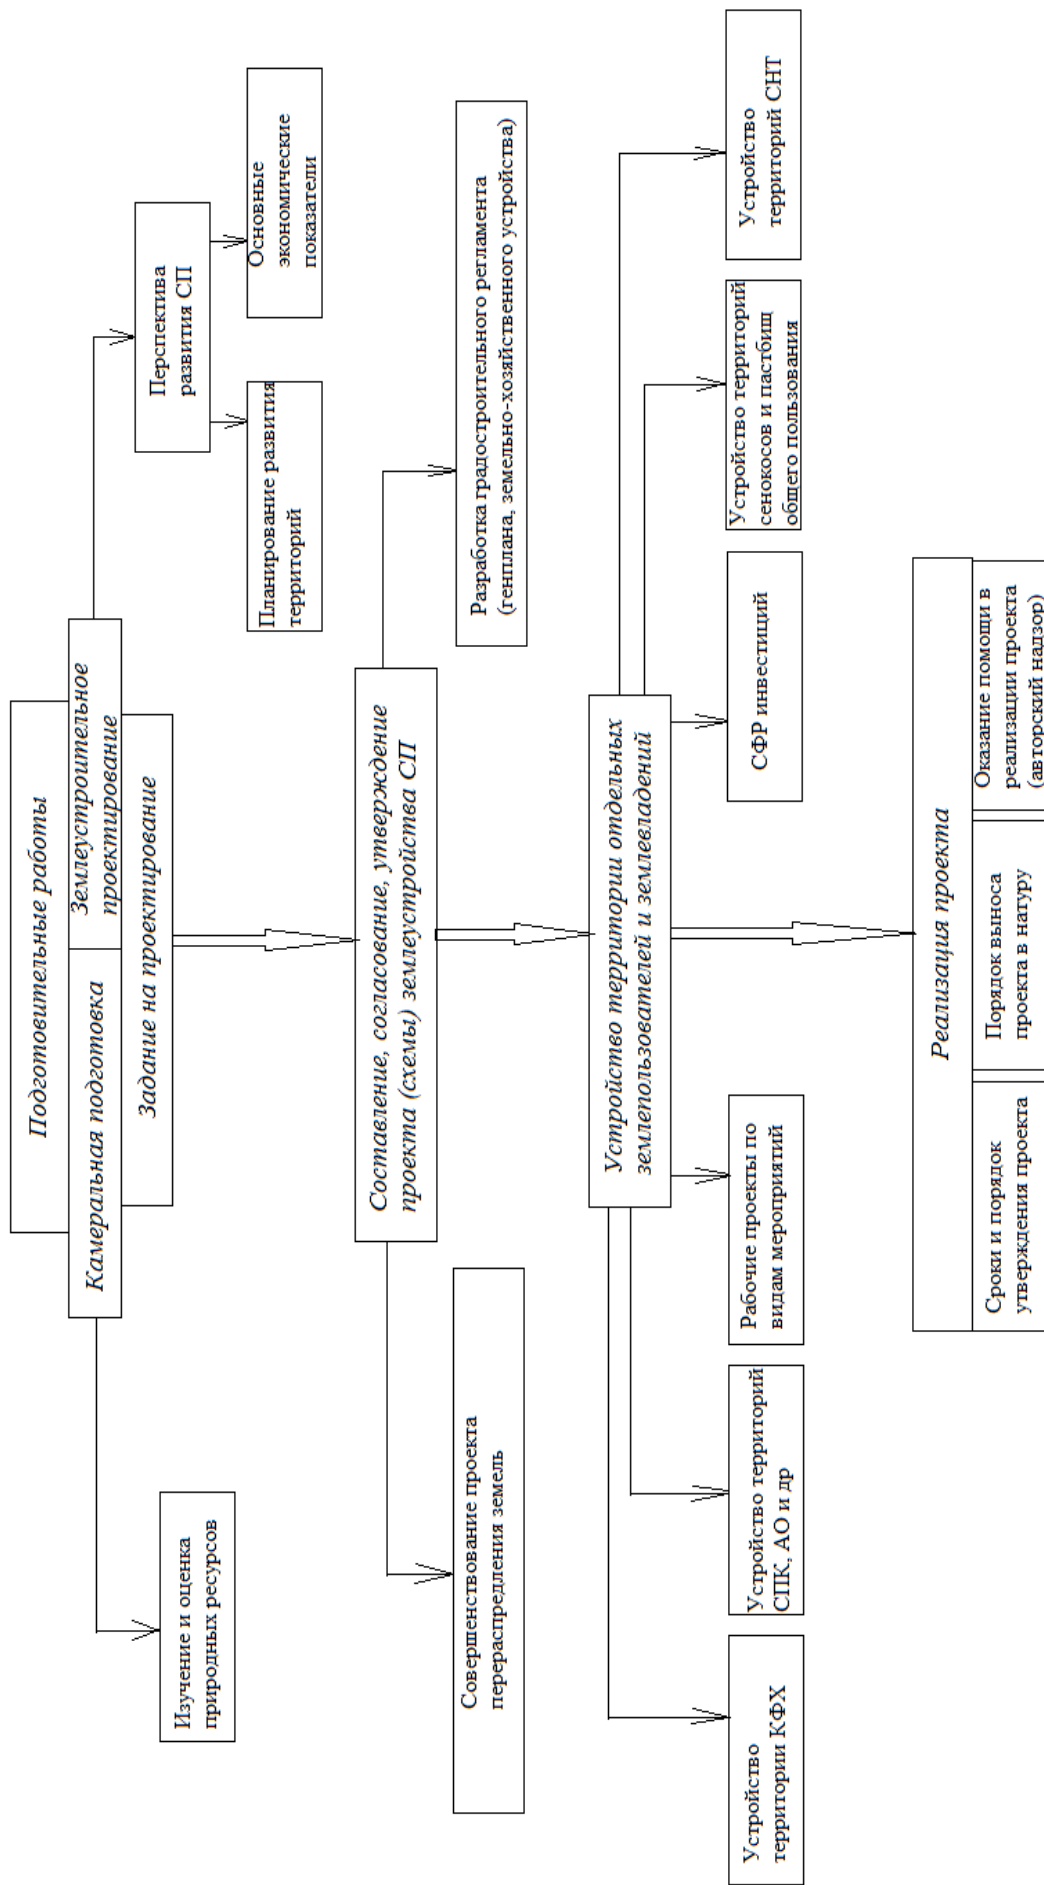 Подготовительные работы
Камеральная подготовка
Землеустроительное
проектирование
Задание на проектирование
Изучение и оценка
природных ресурсов
Перспектива
развития СП
Планирование развития
территорий
Основные
экономические
показатели
Составление, согласование, утверждение
проекта (схемы) землеустройства СП
Совершенствование проекта
перераспредления земель
Разработка градостроительного регламента
(генплана, земельно-хозяйственного устройства)
Устройство территории отдельных
землепользователей и землевладений
Устройство
территории КФХ
Устройство территорий
СПК, АО и др
Рабочие проекты по
видам мероприятий
СФР инвестиций
Устройство территорий
сенокосов и пастбищ
общего пользования
Устройство
территорий СНТ
Реализация проекта
Сроки и порядок
утверждения проекта
Порядок выноса
проекта в натуру
Оказание помощи в
реализации проекта
(авторский надзор)